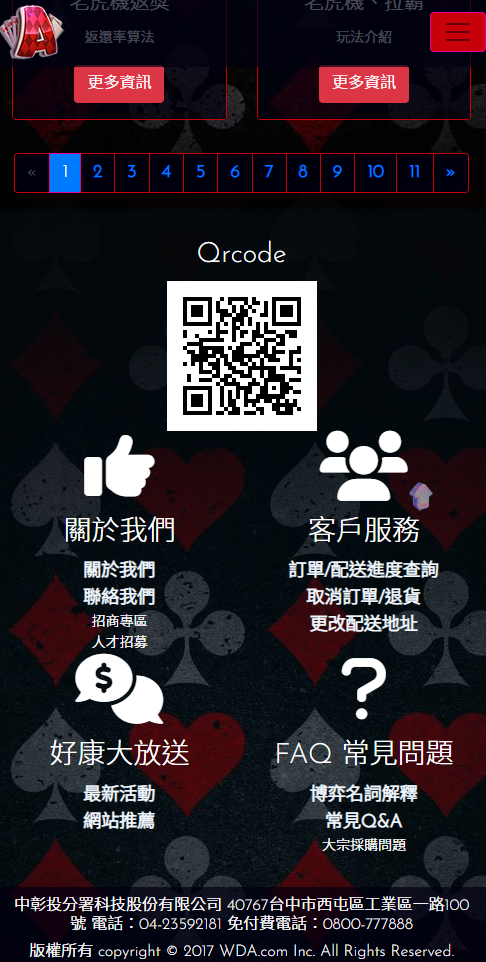 老虎機返獎
老虎機、拉霸
返還率算法
玩法介紹
更多資訊
更多資訊
« 1 2 3 4 5 6 7 8 9 10 11 »
Qrcode
關於我們
關於我們
聯絡我們
招商專區
人才招募
客戶服務
訂單/配送進度查詢
取消訂單/退貨
更改配送地址
好康大放送
最新活動
網站推薦
FAQ 常見問題
博弈名詞解釋
常見Q&A
大宗採購問題
中彰投分署科技股份有限公司 40767台中市西屯區工業區一路100
號 電話：04-23592181 免付費電話：0800-777888
版權所有 copyright © 2017 WDA.com Inc. All Rights Reserved.